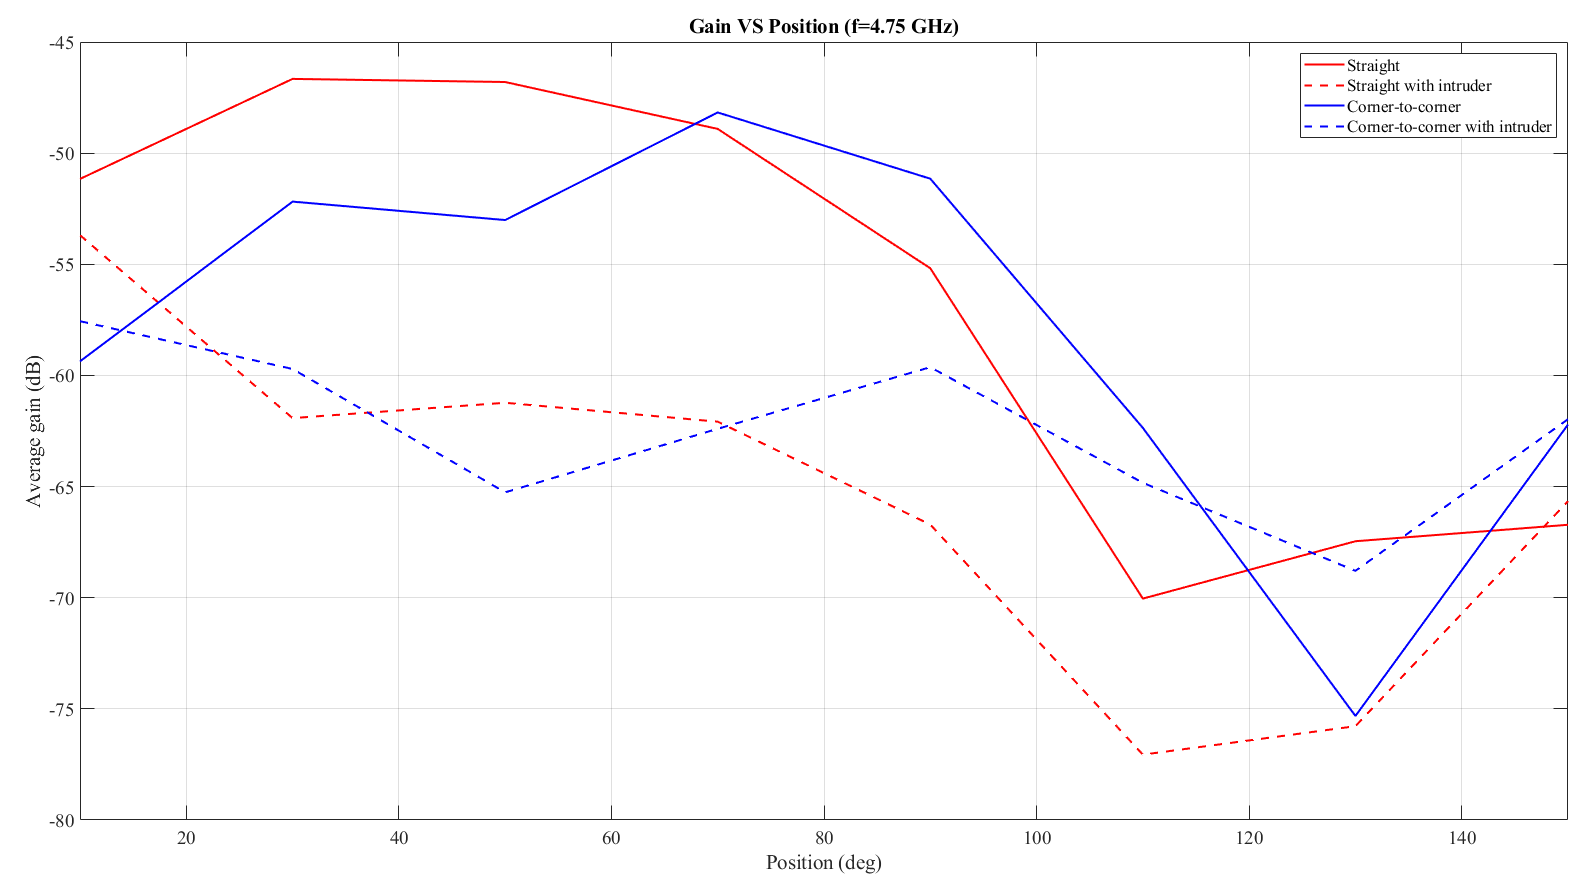 Gain VS Position (f=4.75 GHz)
Straight
Straight with intruder
Corner-to-corner
Corner-to-corner with intruder
Average gain (dB)
-45
-50
-55
-60
-65
-70
-75
-80
20
40
60
80
100
120
140
Position (deg)